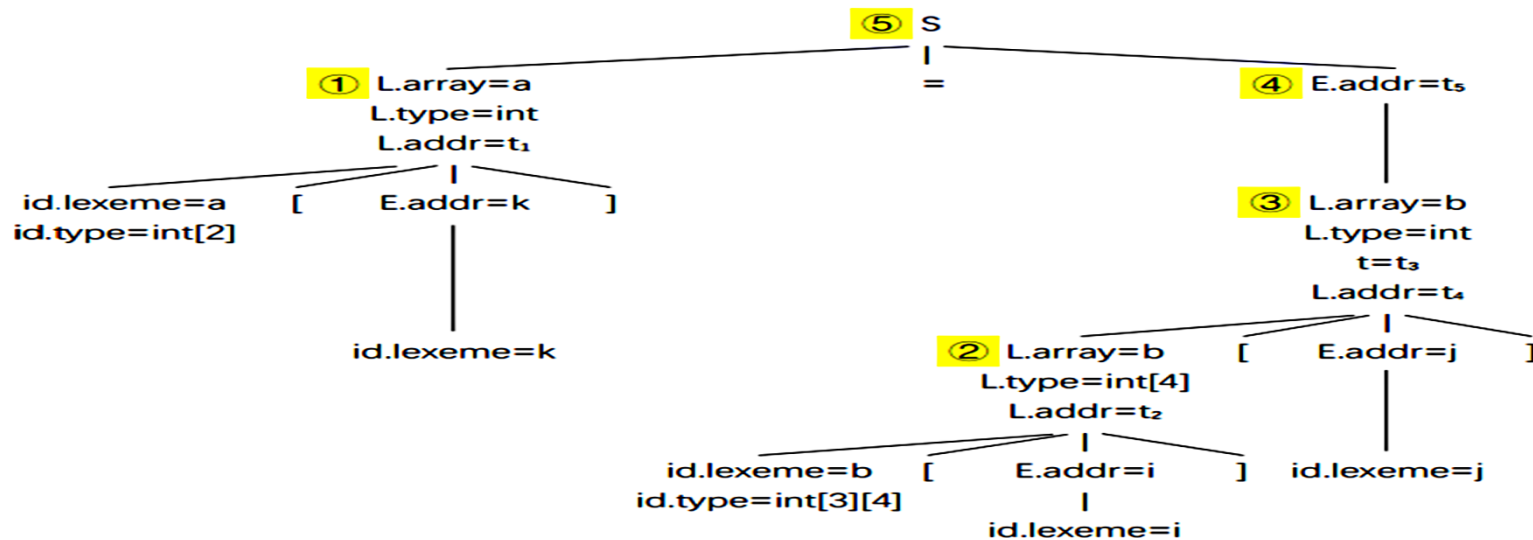 ⑤ S
① L.array=a = ④ E.addr=t₅
L.type=int
L.addr=t₁
id.lexeme=a [ E.addr=k ] ③ L.array=b
id.type=int[2] L.type=int
t=t₃
L.addr=t₄
id.lexeme=k ② L.array=b [ E.addr=j ]
L.type=int[4]
L.addr=t₂
id.lexeme=b [ E.addr=i ] id.lexeme=j
id.type=int[3][4]
id.lexeme=i